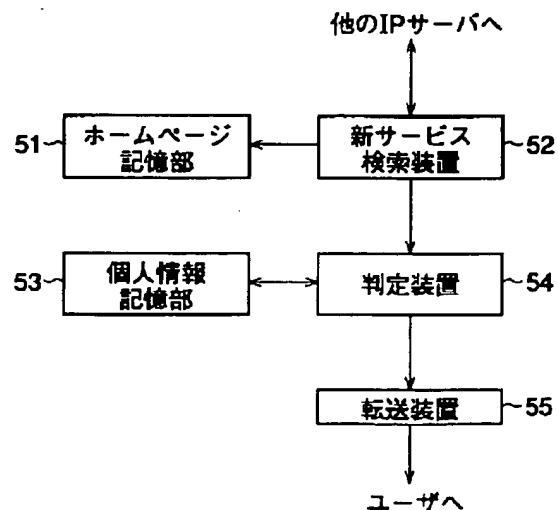 他のIPサーバへ
51 ホームページ 新サービス 52
記憶部 検索装置
53 個人情報 判定装置 54
記憶部
転送装置 55
ユーザへ